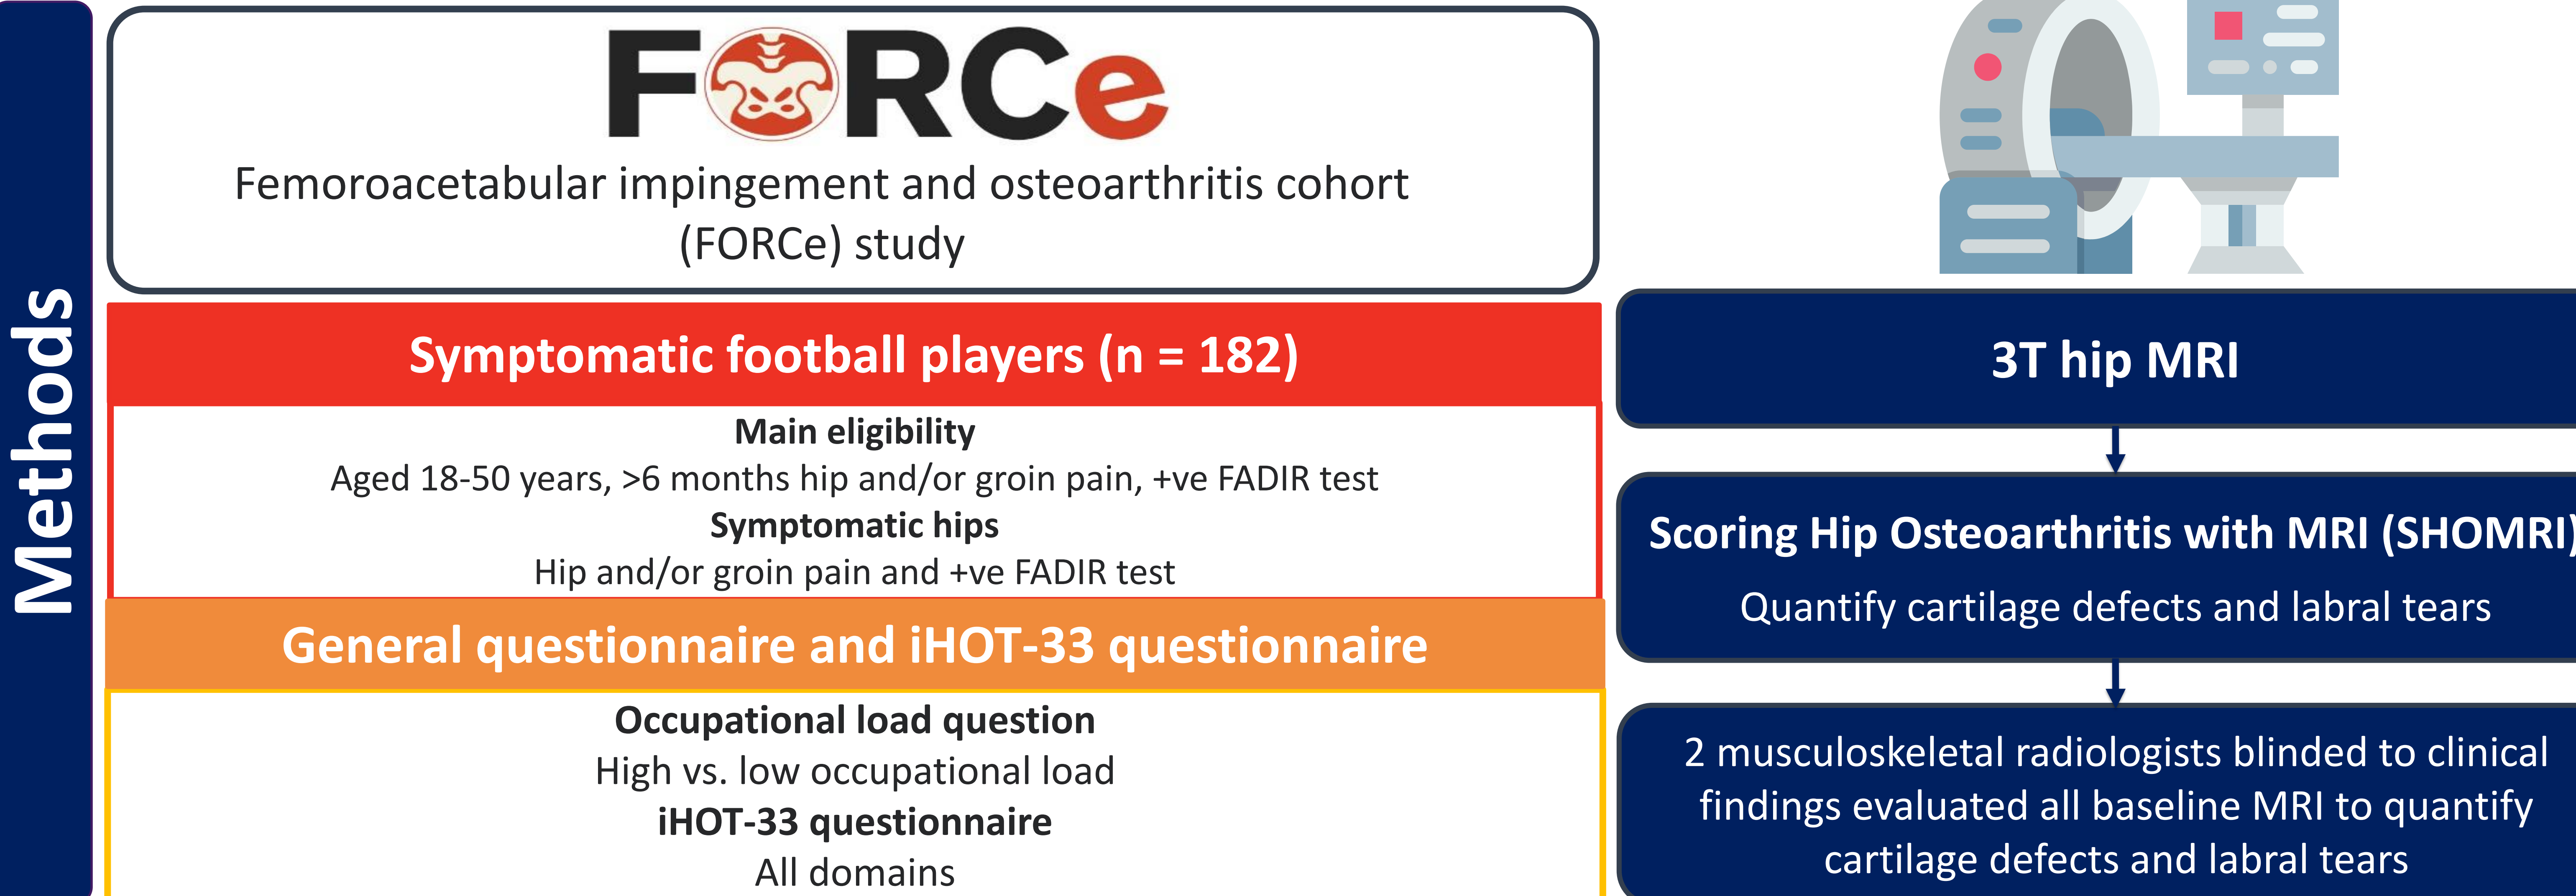 Methods
FORCe
Femoroacetabular impingement and osteoarthritis cohort
(FORCe) study
Symptomatic football players (n = 182)
Main eligibility
Aged 18-50 years, >6 months hip and/or groin pain, +ve FADIR test
Symptomatic hips
Hip and/or groin pain and +ve FADIR test
General questionnaire and iHOT-33 questionnaire
Occupational load question
High vs. low occupational load
iHOT-33 questionnaire
All domains
3T hip MRI
Scoring Hip Osteoarthritis with MRI (SHOMRI)
Quantify cartilage defects and labral tears
2 musculoskeletal radiologists blinded to clinical
findings evaluated all baseline MRI to quantify
cartilage defects and labral tears